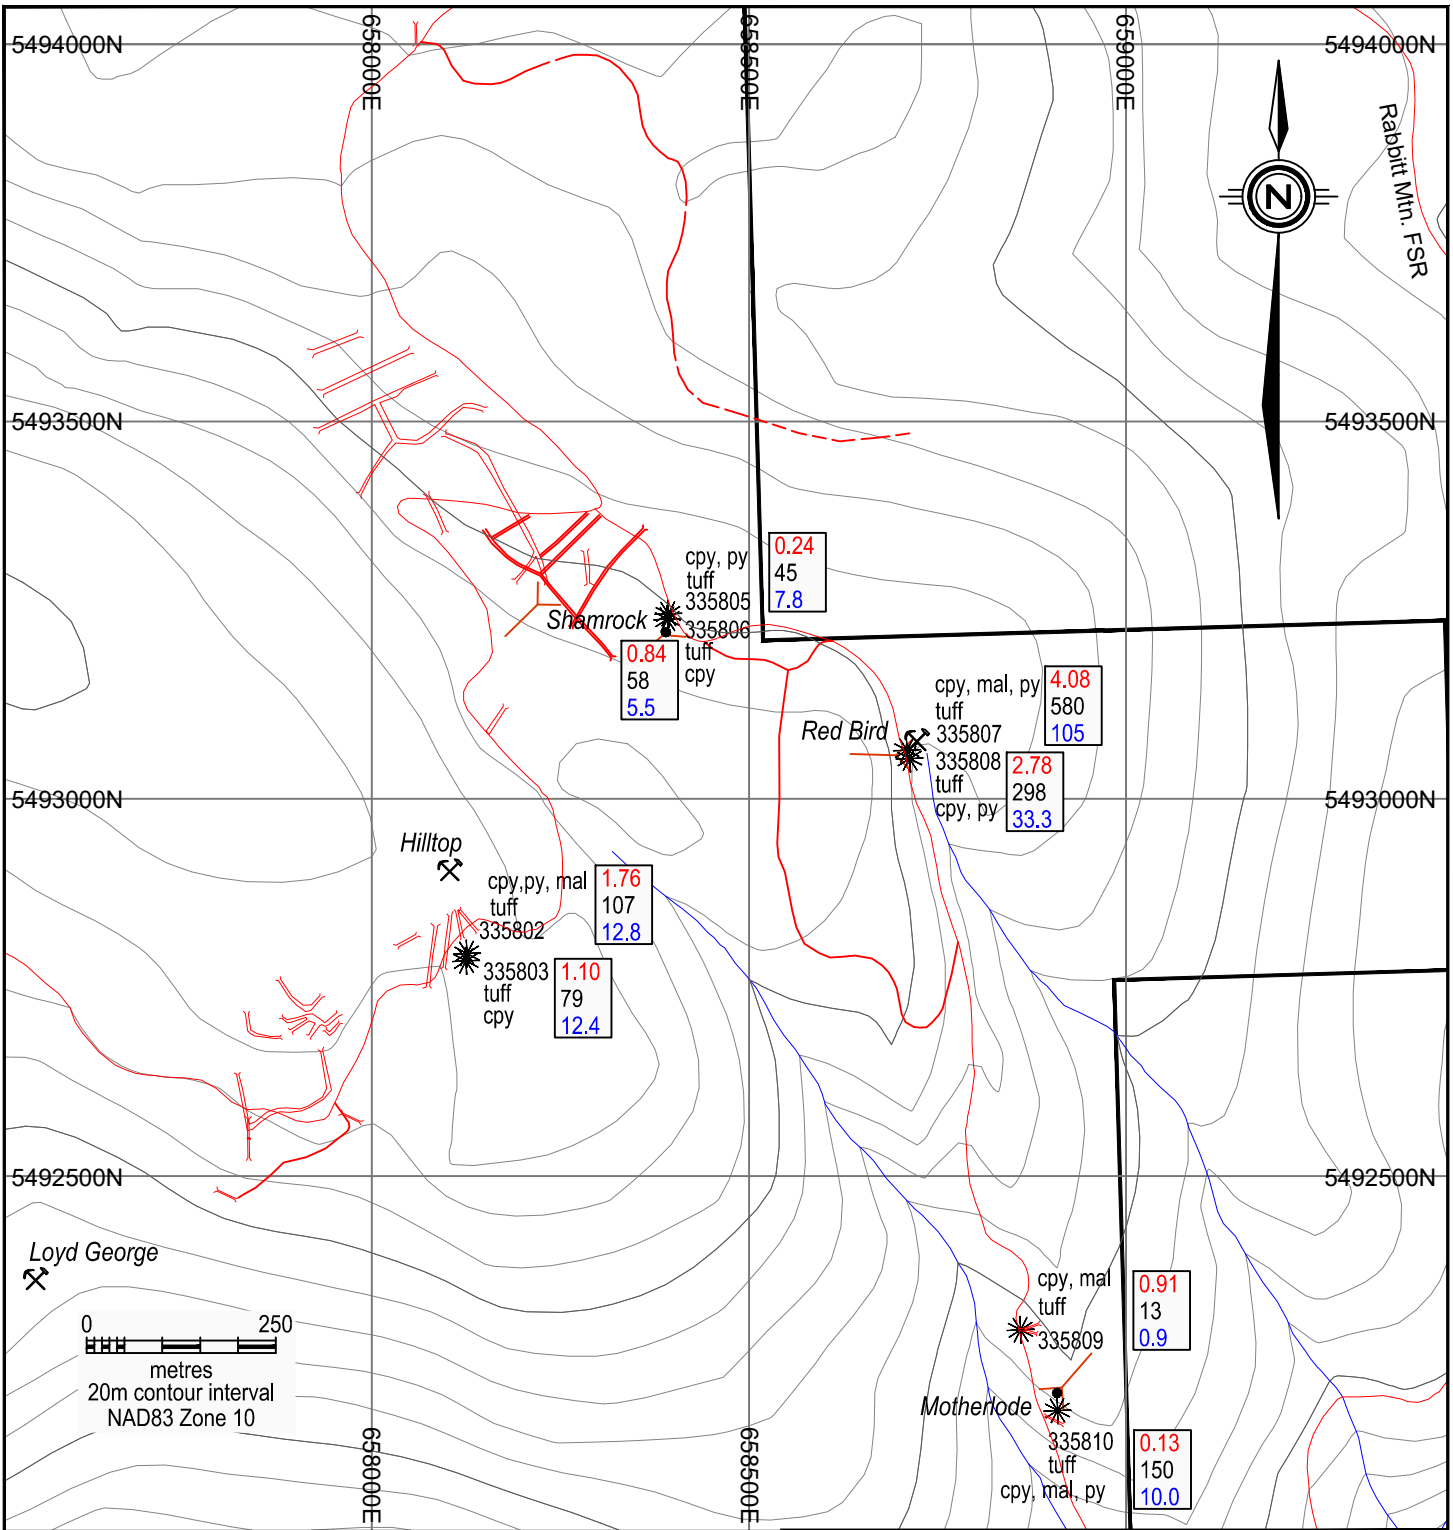 658000E
658500E
659000E
5494000N
5494000N
Rabbitt Mtn. FSR
N
5493500N
5493500N
cpy, py
tuff
335805
0.24
45
7.8
Shamrock
335806
tuff
cpy
0.84
58
5.5
cpy, mal, py
tuff
335807
4.08
580
105
Red Bird
335808
tuff
cpy, py
2.78
298
33.3
5493000N
5493000N
Hilltop
cpy,py, mal
tuff
335802
1.76
107
12.8
335803
tuff
cpy
1.10
79
12.4
5492500N
5492500N
Loyd George
cpy, mal
tuff
335809
0.91
13
0.9
0 250
metres
20m contour interval
NAD83 Zone 10
Motherlode
335810
tuff
cpy, mal, py
0.13
150
10.0
658000E
658500E